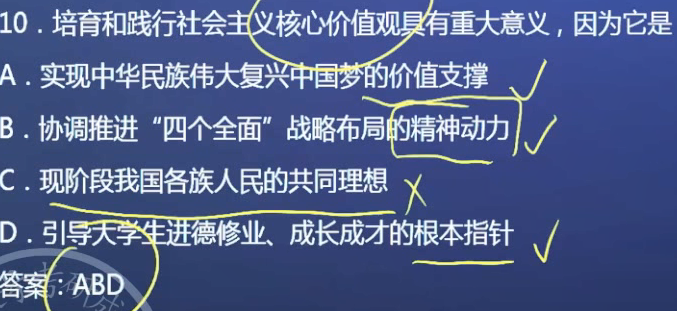 10．培育和践行社会主义核心价值观具有重大意义，因为它是
A．实现中华民族伟大复兴中国梦的价值支撑
B．协调推进“四个全面”战略布局的精神动力
C．现阶段我国各族人民的共同理想
D．引导大学生进德修业、成长成才的根本指针
答案：ABD